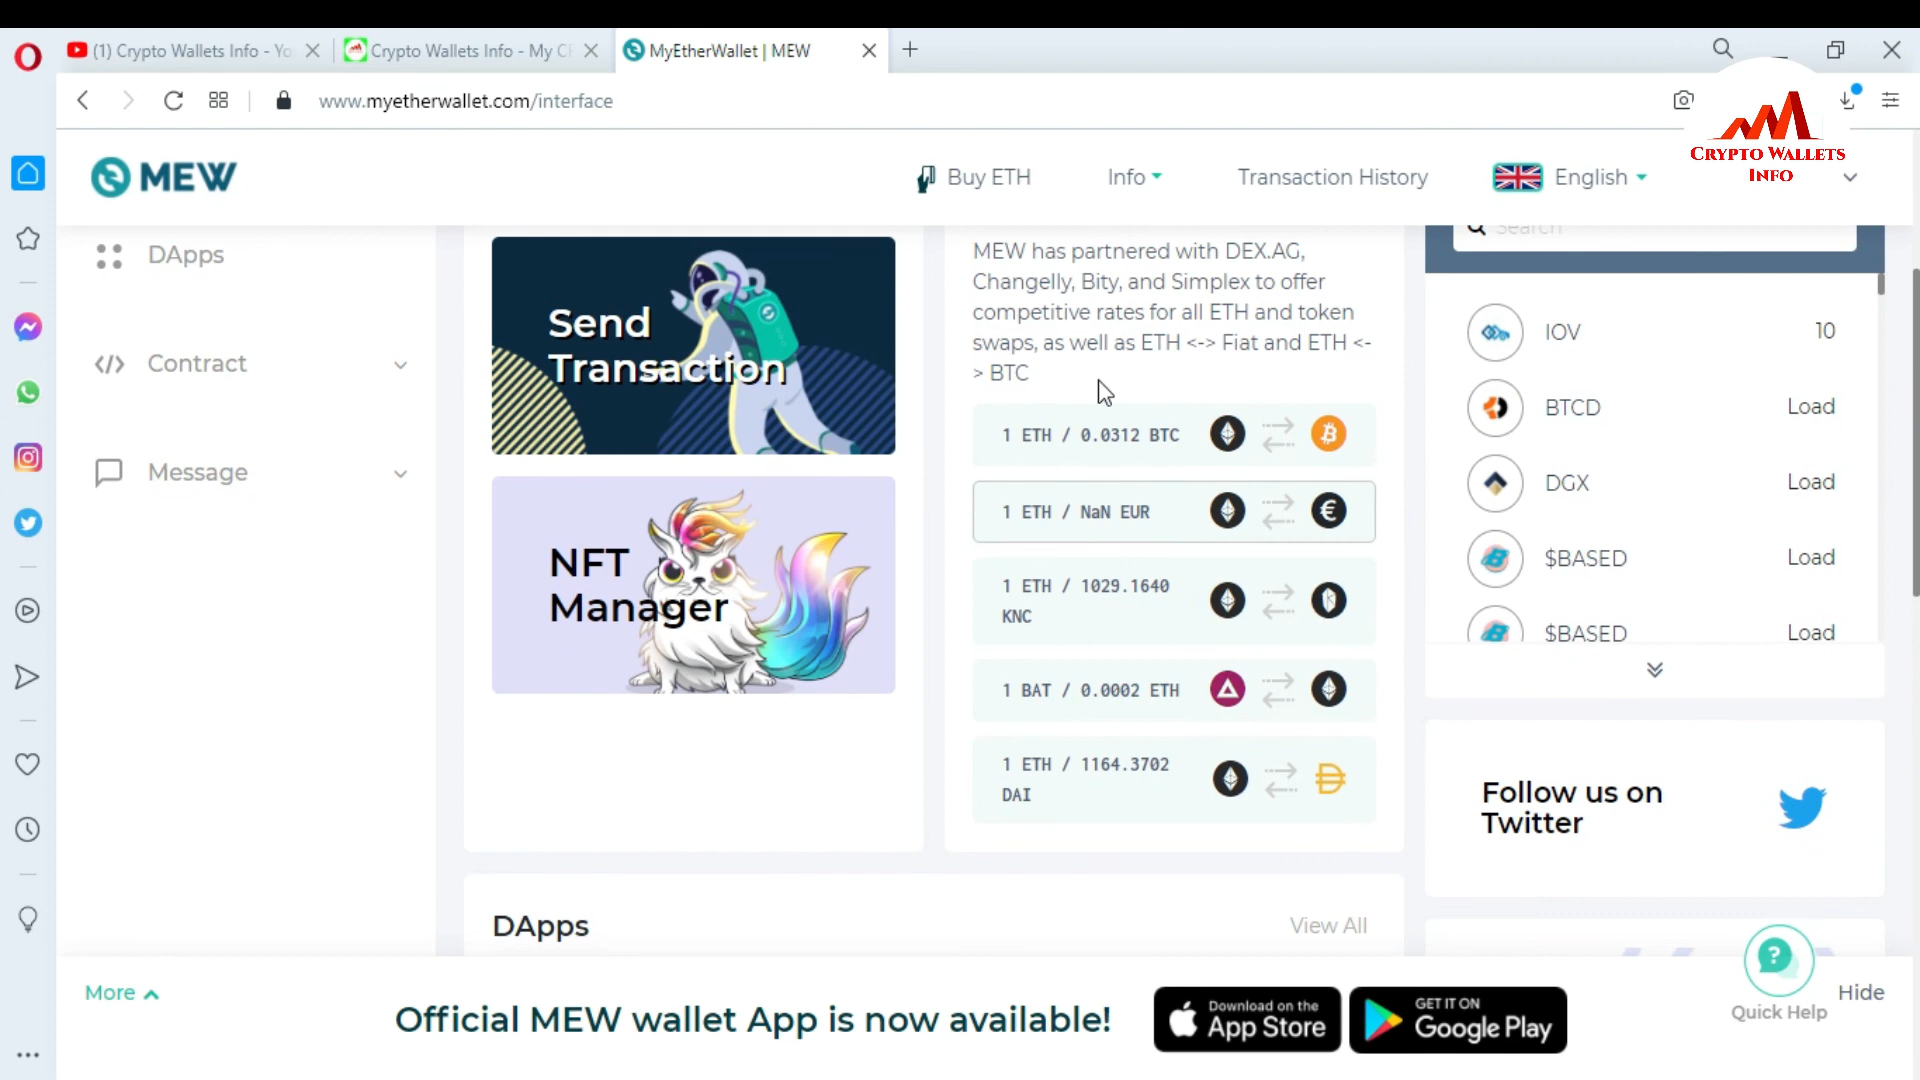 (1) Crypto Wallets Info - Yo
Crypto Wallets Info - My Cr
MyEtherWallet | MEW
www.myetherwallet.com/interface
CRYPTO WALLETS
INFO
MEW
Buy ETH
Info
Transaction History
English
DApps
Contract
Message
Send
Transaction
NFT
Manager
MEW has partnered with DEX.AG,
Changelly, Bity, and Simplex to offer
competitive rates for all ETH and token
swaps, as well as ETH <-> Fiat and ETH <-
> BTC
1 ETH / 0.0312 BTC
1 ETH / NaN EUR
1 ETH / 1029.1640
KNC
1 BAT / 0.0002 ETH
1 ETH / 1164.3702
DAI
Search
IOV 10
BTCD Load
DGX Load
$BASED Load
$BASED Load
Follow us on
Twitter
DApps
View All
More
Official MEW wallet App is now available!
Download on the
App Store
GET IT ON
Google Play
Quick Help
Hide